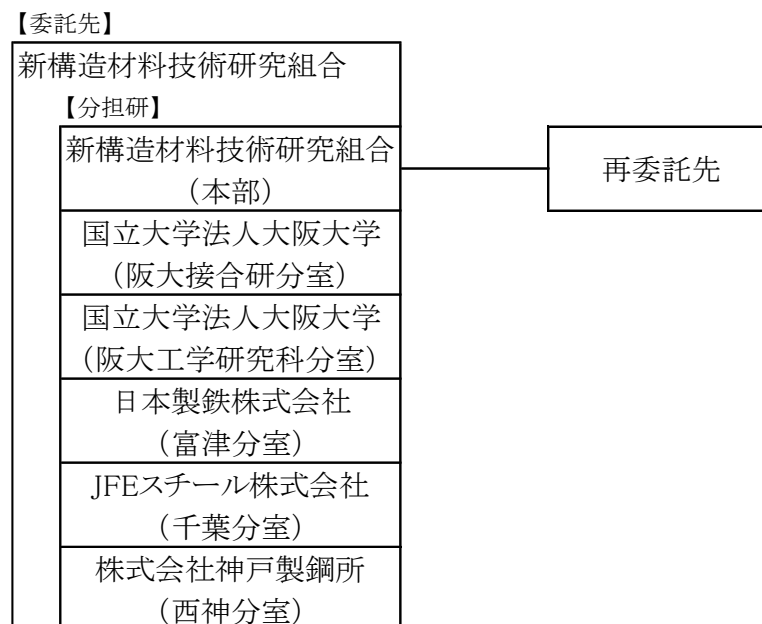 【委託先】
新構造材料技術研究組合
【分担研】
新構造材料技術研究組合
（本部）
再委託先
国立大学法人大阪大学
（阪大接合研分室）
国立大学法人大阪大学
（阪大工学研究科分室）
日本製鉄株式会社
（富津分室）
JFEスチール株式会社
（千葉分室）
株式会社神戸製鋼所
（西神分室）